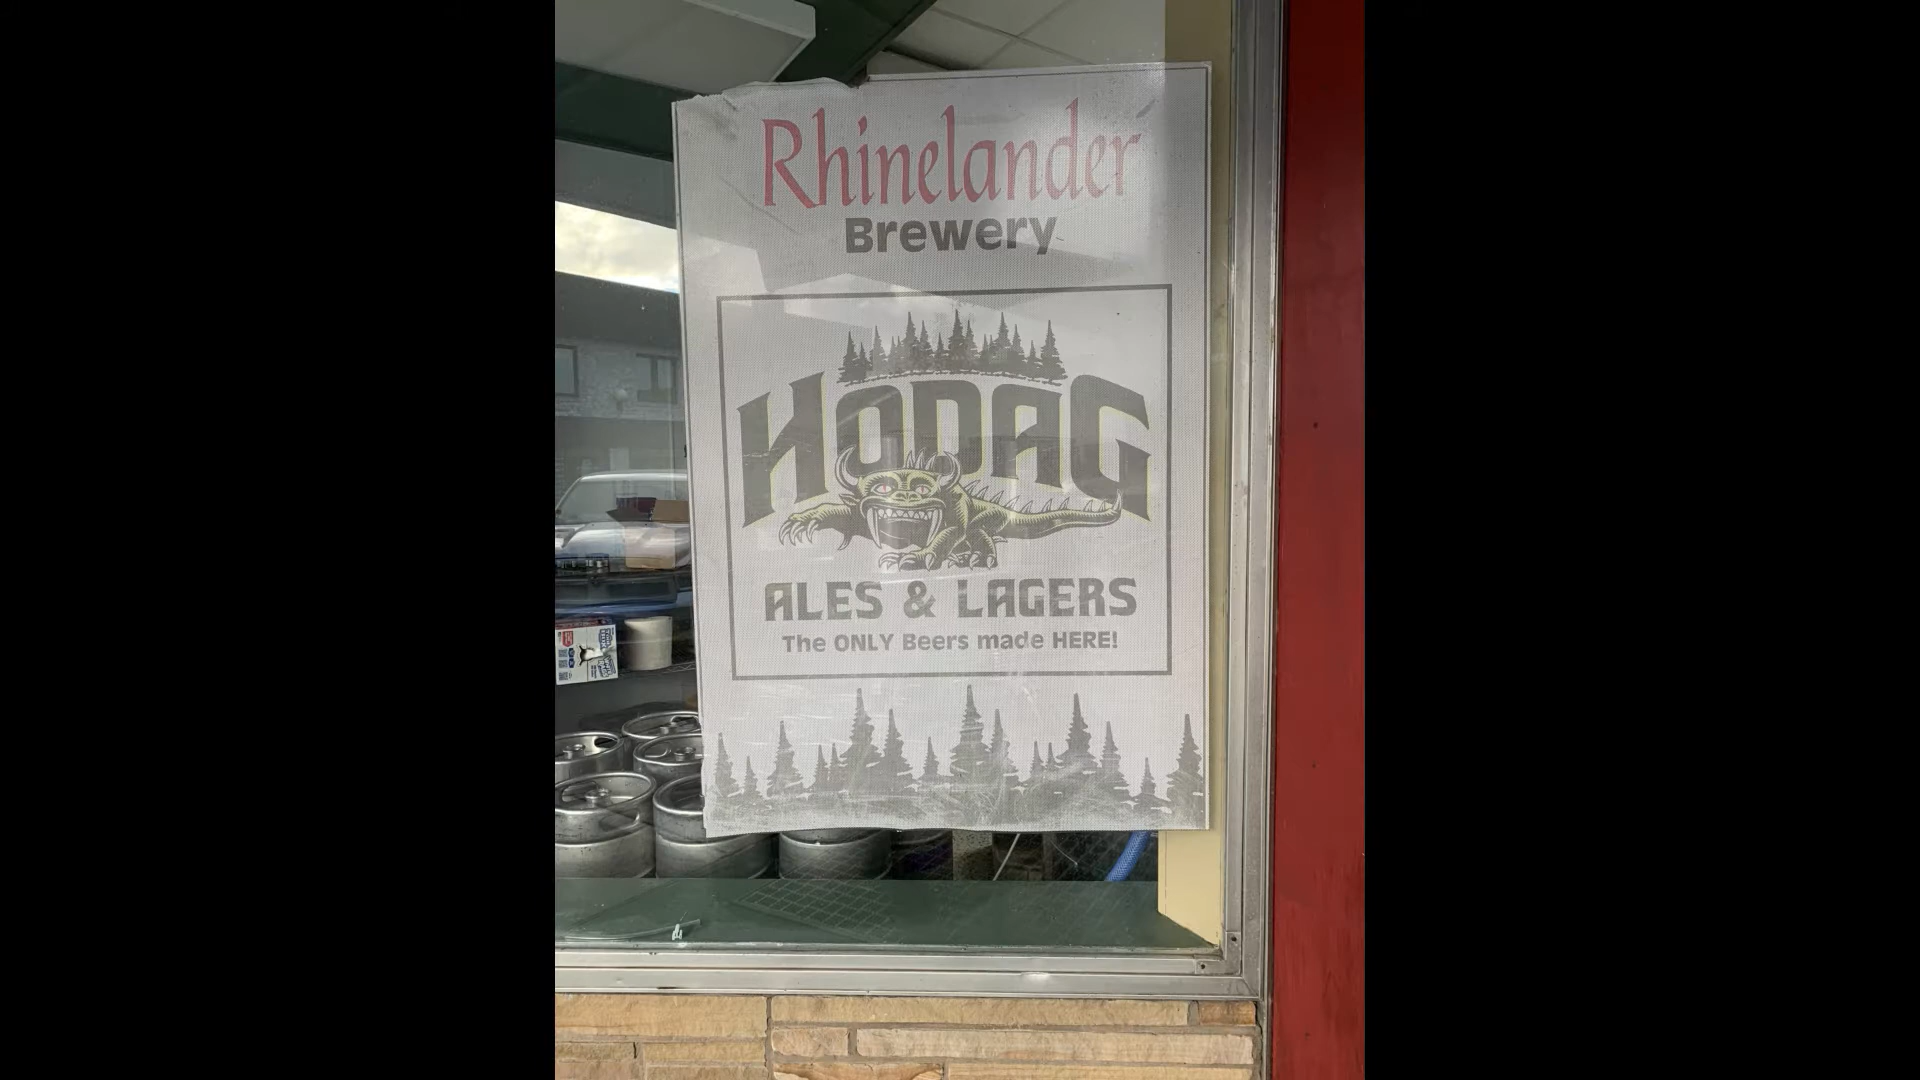 Rhinelander
Brewery
HODAG
ALES & LAGERS
The ONLY Beers made HERE!